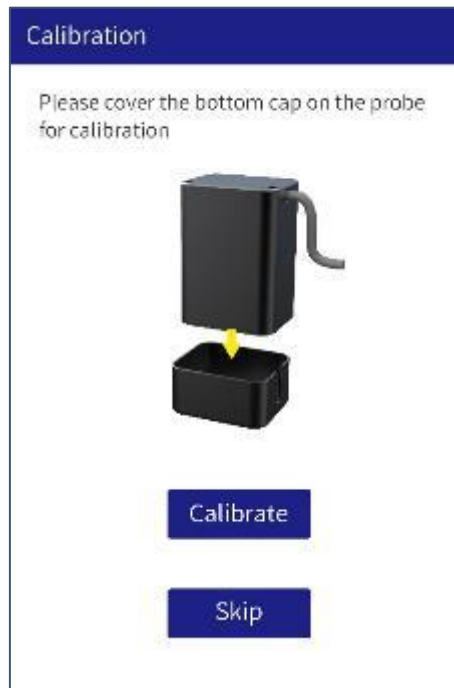 Calibration
Please cover the bottom cap on the probe
for calibration
Calibrate
Skip